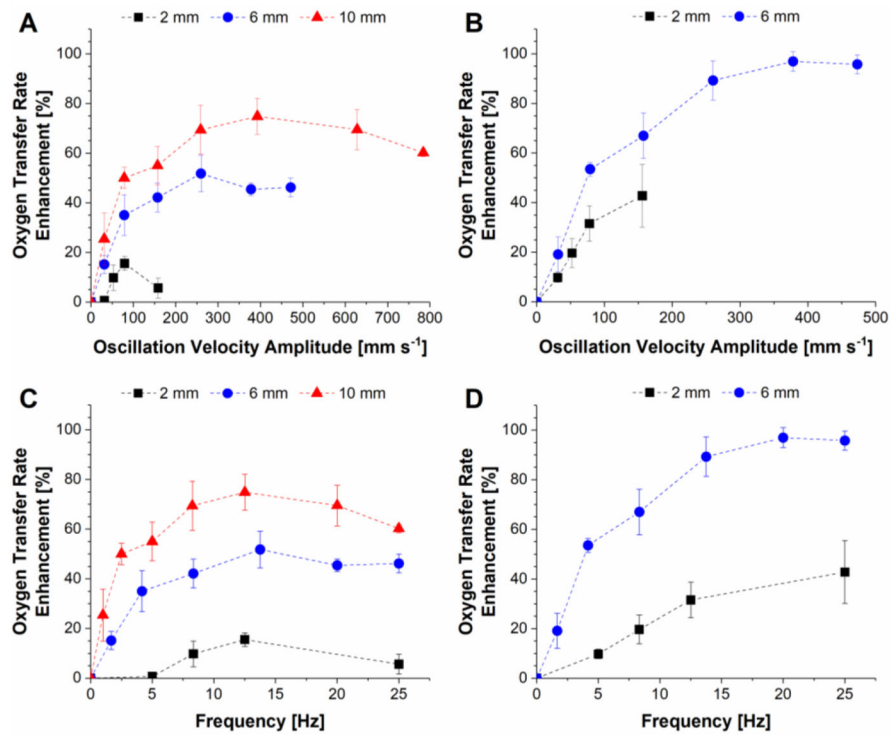 A
2 mm 6 mm 10 mm
Oxygen Transfer Rate
Enhancement [%]
100
80
60
40
20
0
0 100 200 300 400 500 600 700 800
Oscillation Velocity Amplitude [mm s⁻¹]
B
2 mm 6 mm
Oxygen Transfer Rate
Enhancement [%]
100
80
60
40
20
0
0 100 200 300 400 500
Oscillation Velocity Amplitude [mm s⁻¹]
C
2 mm 6 mm 10 mm
Oxygen Transfer Rate
Enhancement [%]
100
80
60
40
20
0
0 5 10 15 20 25
Frequency [Hz]
D
2 mm 6 mm
Oxygen Transfer Rate
Enhancement [%]
100
80
60
40
20
0
0 5 10 15 20 25
Frequency [Hz]